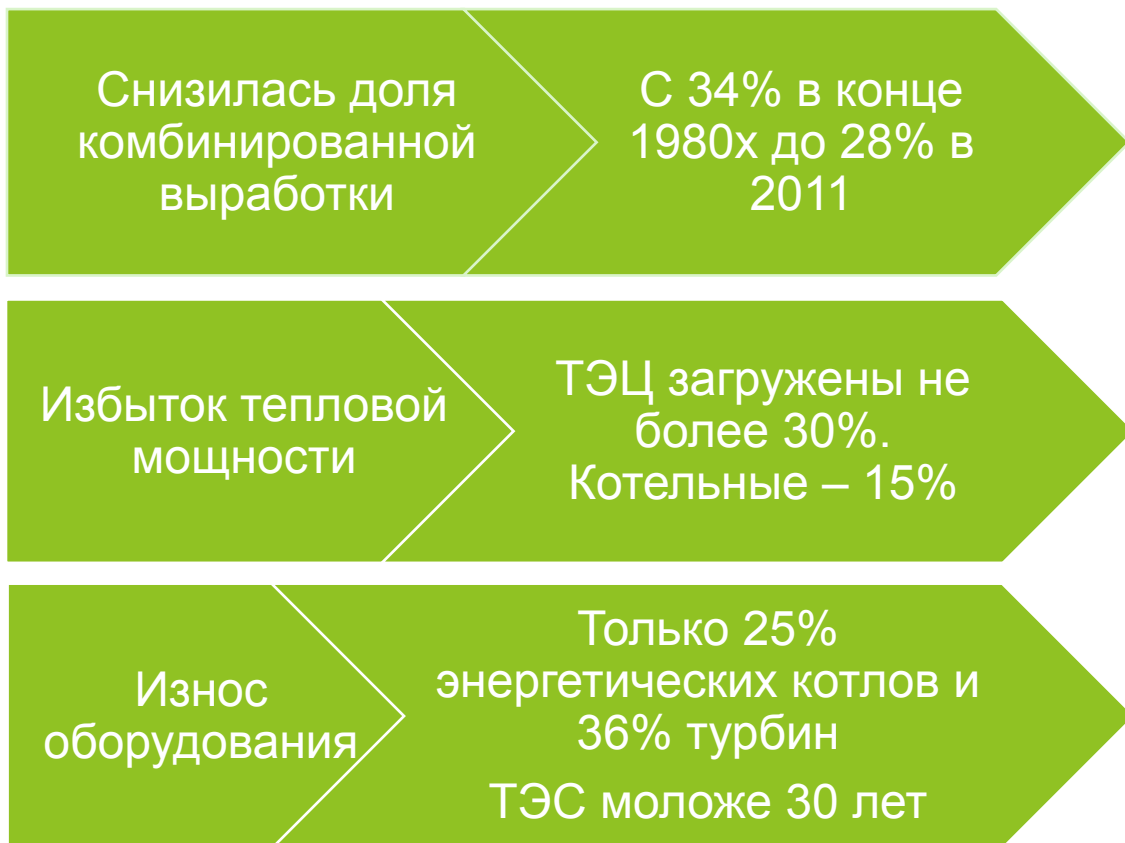 Снизилась доля
комбинированной
выработки
С 34% в конце
1980х до 28% в
2011
Избыток тепловой
мощности
ТЭЦ загружены не
более 30%.
Котельные – 15%
Износ
оборудования
Только 25%
энергетических котлов и
36% турбин
ТЭС моложе 30 лет